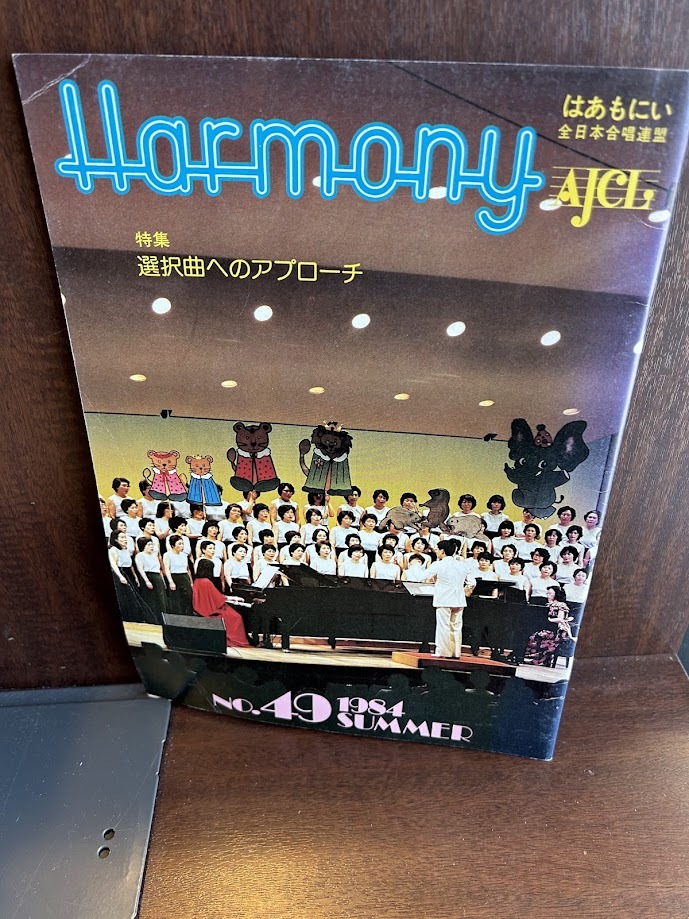 Harmony
はあもにい
全日本合唱連盟
AJCL
特集
選択曲へのアプローチ
NO.49 1984
SUMMER